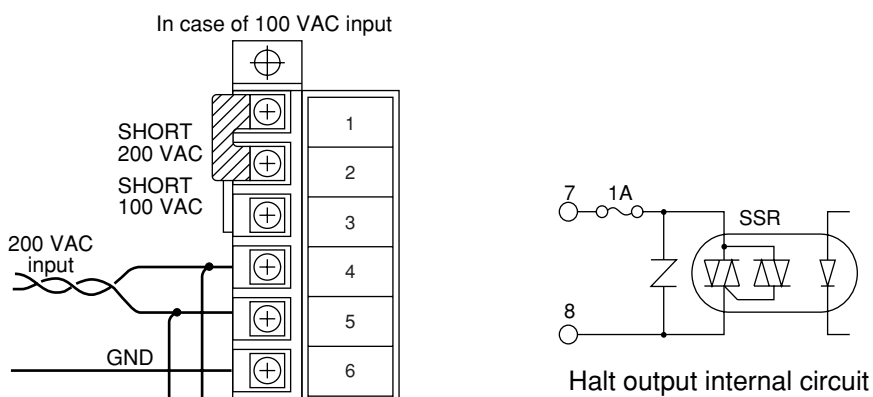 In case of 100 VAC input
SHORT
200 VAC
SHORT
100 VAC
200 VAC
input
GND
1
2
3
4
5
6
7
1A
SSR
8
Halt output internal circuit